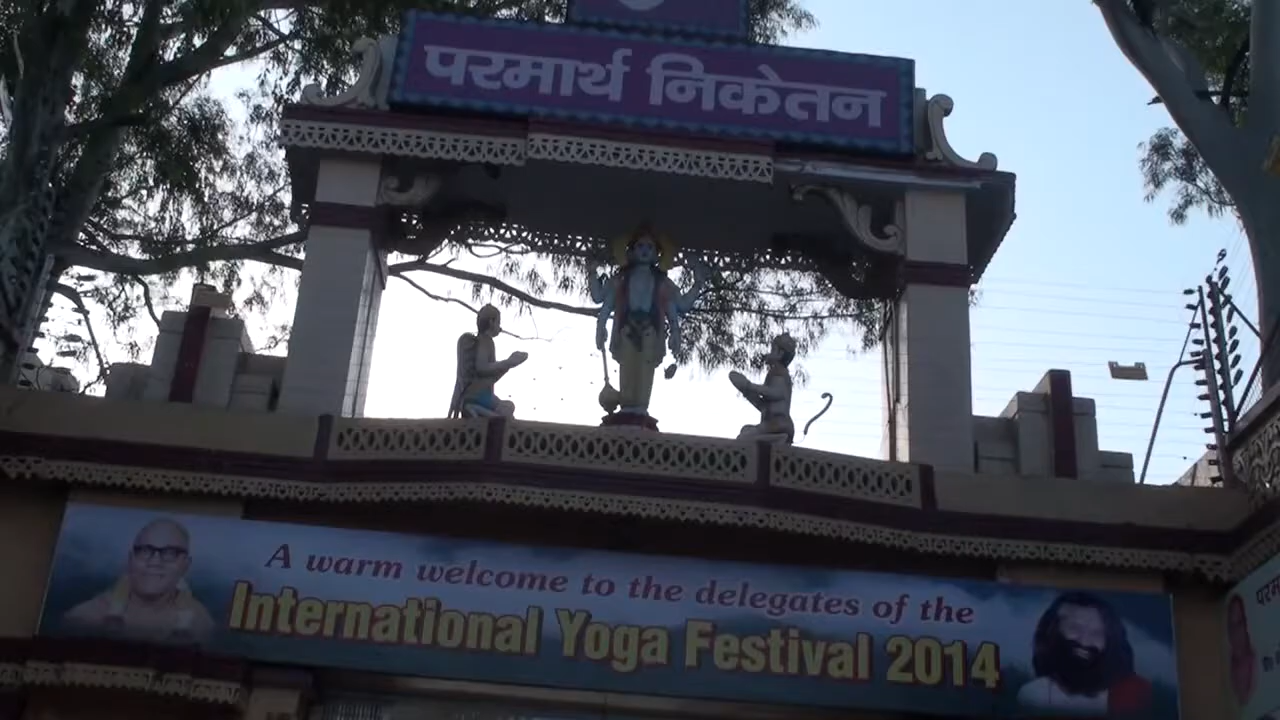 परमार्थ निकेतन
A warm welcome to the delegates of the
International Yoga Festival 2014